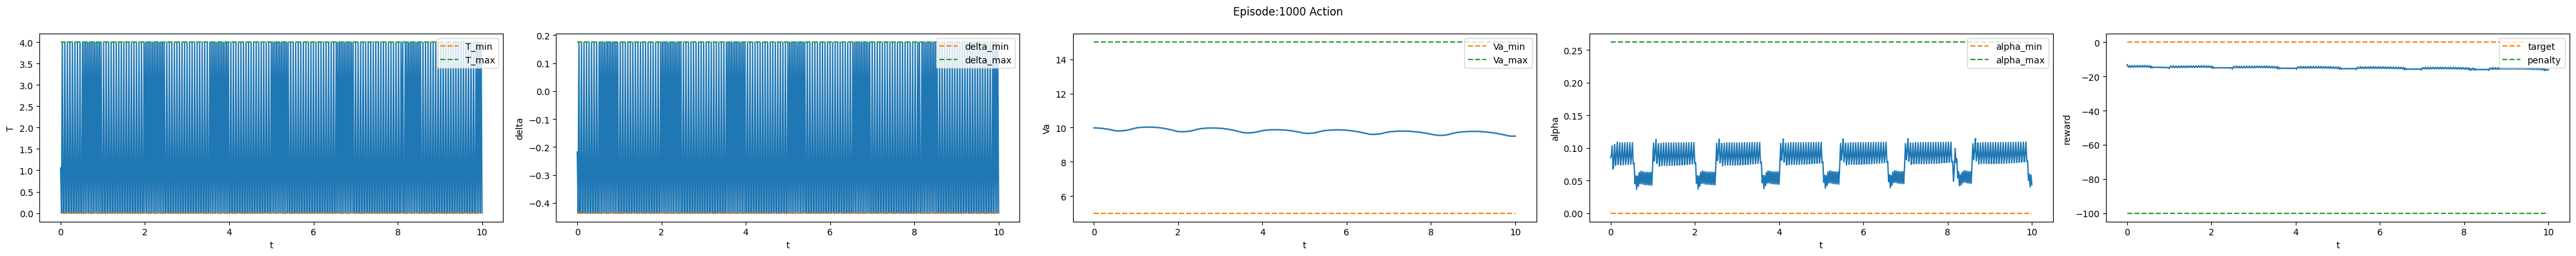 Episode:1000 Action
T
4.0
3.5
3.0
2.5
2.0
1.5
1.0
0.5
0.0
T_min
T_max
0 2 4 6 8 10
t
delta
0.2
0.1
0.0
−0.1
−0.2
−0.3
−0.4
delta_min
delta_max
0 2 4 6 8 10
t
Va
14
12
10
8
6
Va_min
Va_max
0 2 4 6 8 10
t
alpha
0.25
0.20
0.15
0.10
0.05
0.00
alpha_min
alpha_max
0 2 4 6 8 10
t
reward
0
−20
−40
−60
−80
−100
target
penalty
0 2 4 6 8 10
t